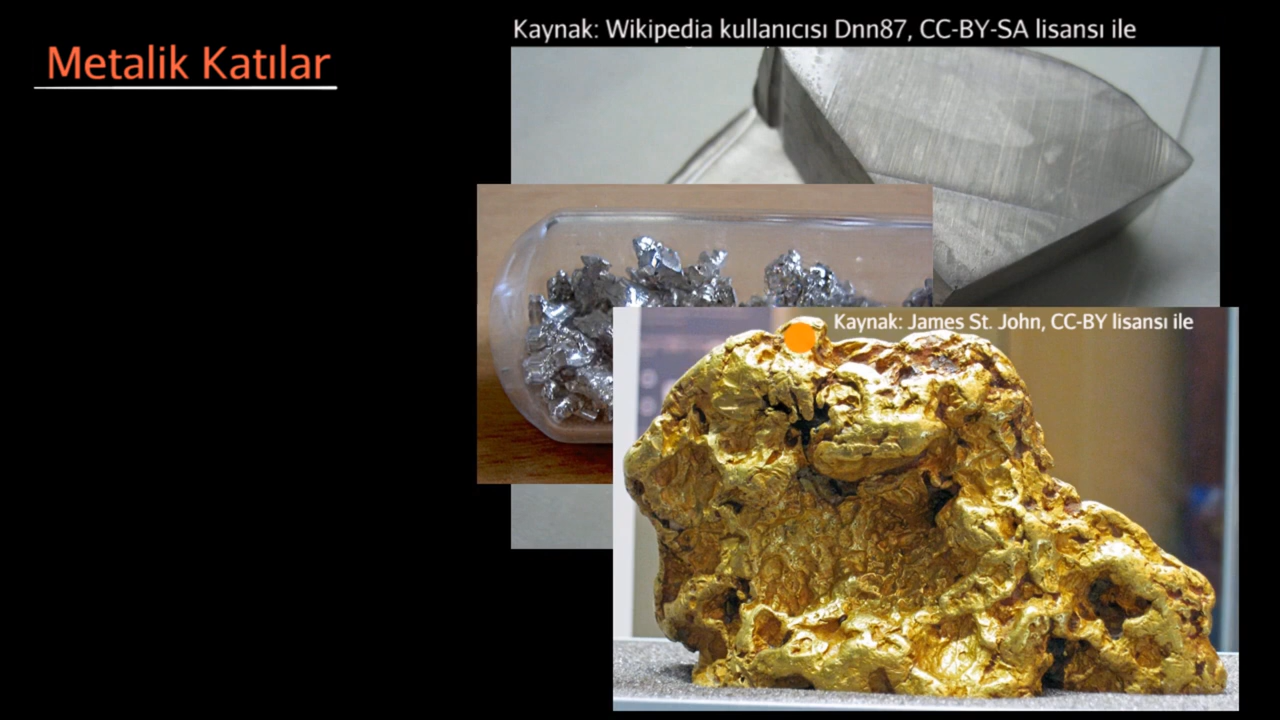 Kaynak: Wikipedia kullanıcısı Dnn87, CC-BY-SA lisansı ile
Metalik Katılar
Kaynak: James St. John, CC-BY lisansı ile